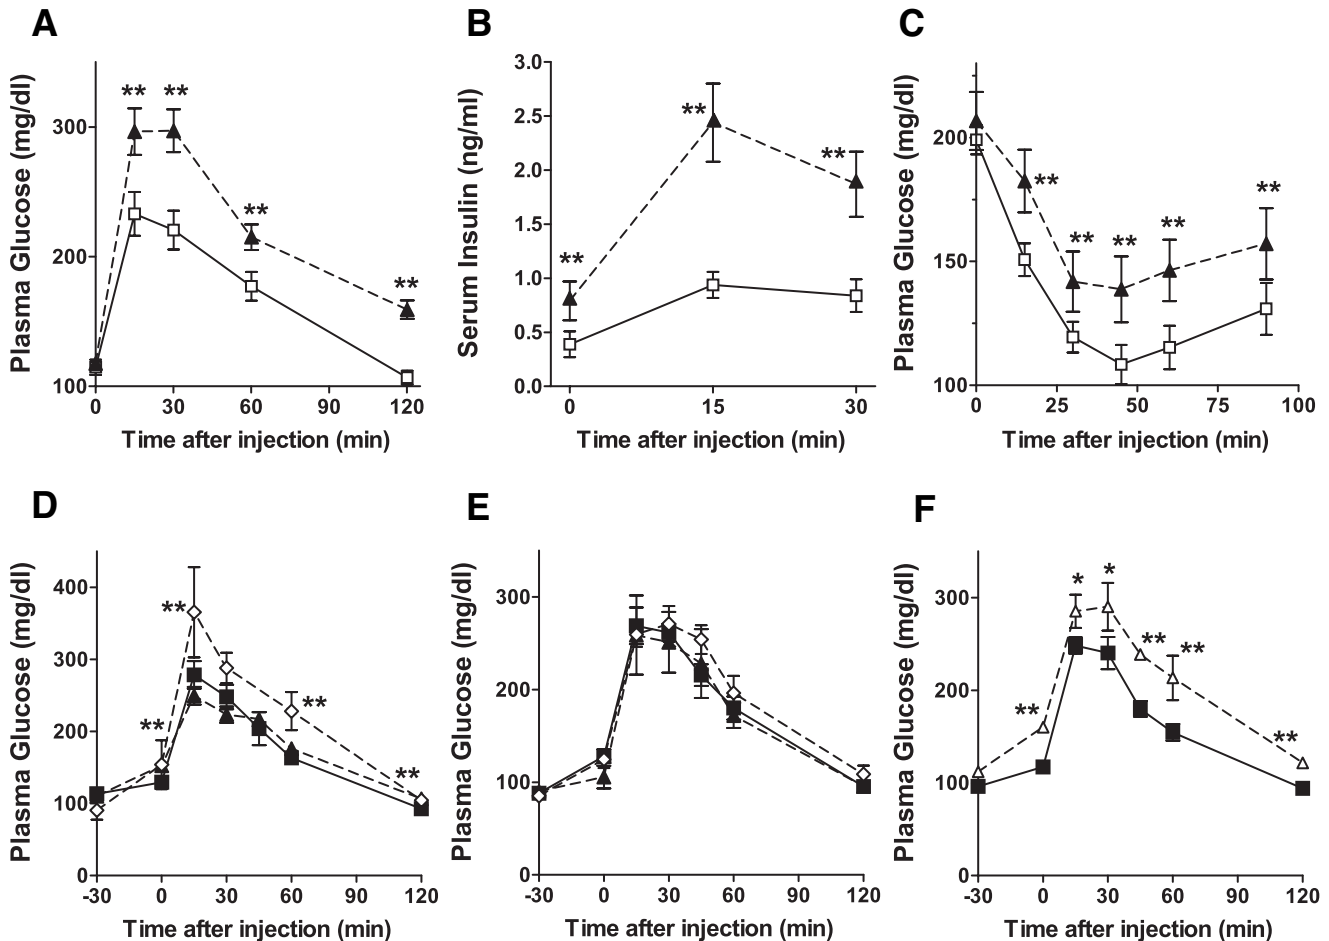 A
Plasma Glucose (mg/dl)
300
200
100
** **
**
**
0 30 60 90 120
Time after injection (min)
B
Serum Insulin (ng/ml)
3.0
2.5
2.0
1.5
1.0
0.5
0.0
**
**
**
0 15 30
Time after injection (min)
C
Plasma Glucose (mg/dl)
200
150
100
**
** **
**
**
0 25 50 75 100
Time after injection (min)
D
Plasma Glucose (mg/dl)
400
300
200
100
0
**
**
**
**
-30 0 30 60 90 120
Time after injection (min)
E
Plasma Glucose (mg/dl)
300
200
100
0
-30 0 30 60 90 120
Time after injection (min)
F
Plasma Glucose (mg/dl)
300
200
100
0
**
* *
** **
**
-30 0 30 60 90 120
Time after injection (min)